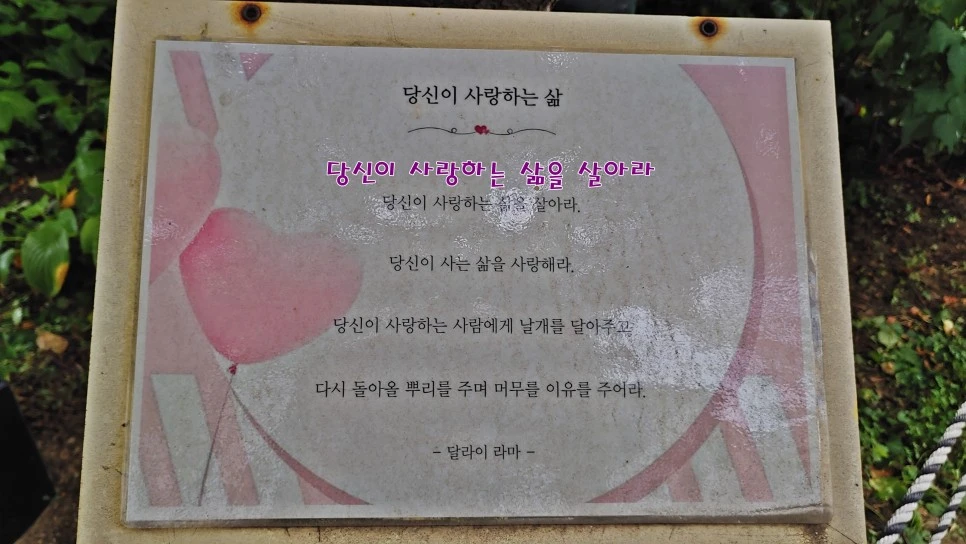 당신이 사랑하는 삶
당신이 사랑하는 삶을 살아라
당신이 사랑하는 삶을 살아라.
당신이 사는 삶을 사랑해라.
당신이 사랑하는 사람에게 날개를 달아주고
다시 돌아올 뿌리를 주며 머무를 이유를 주어라.
- 달라이 라마 -